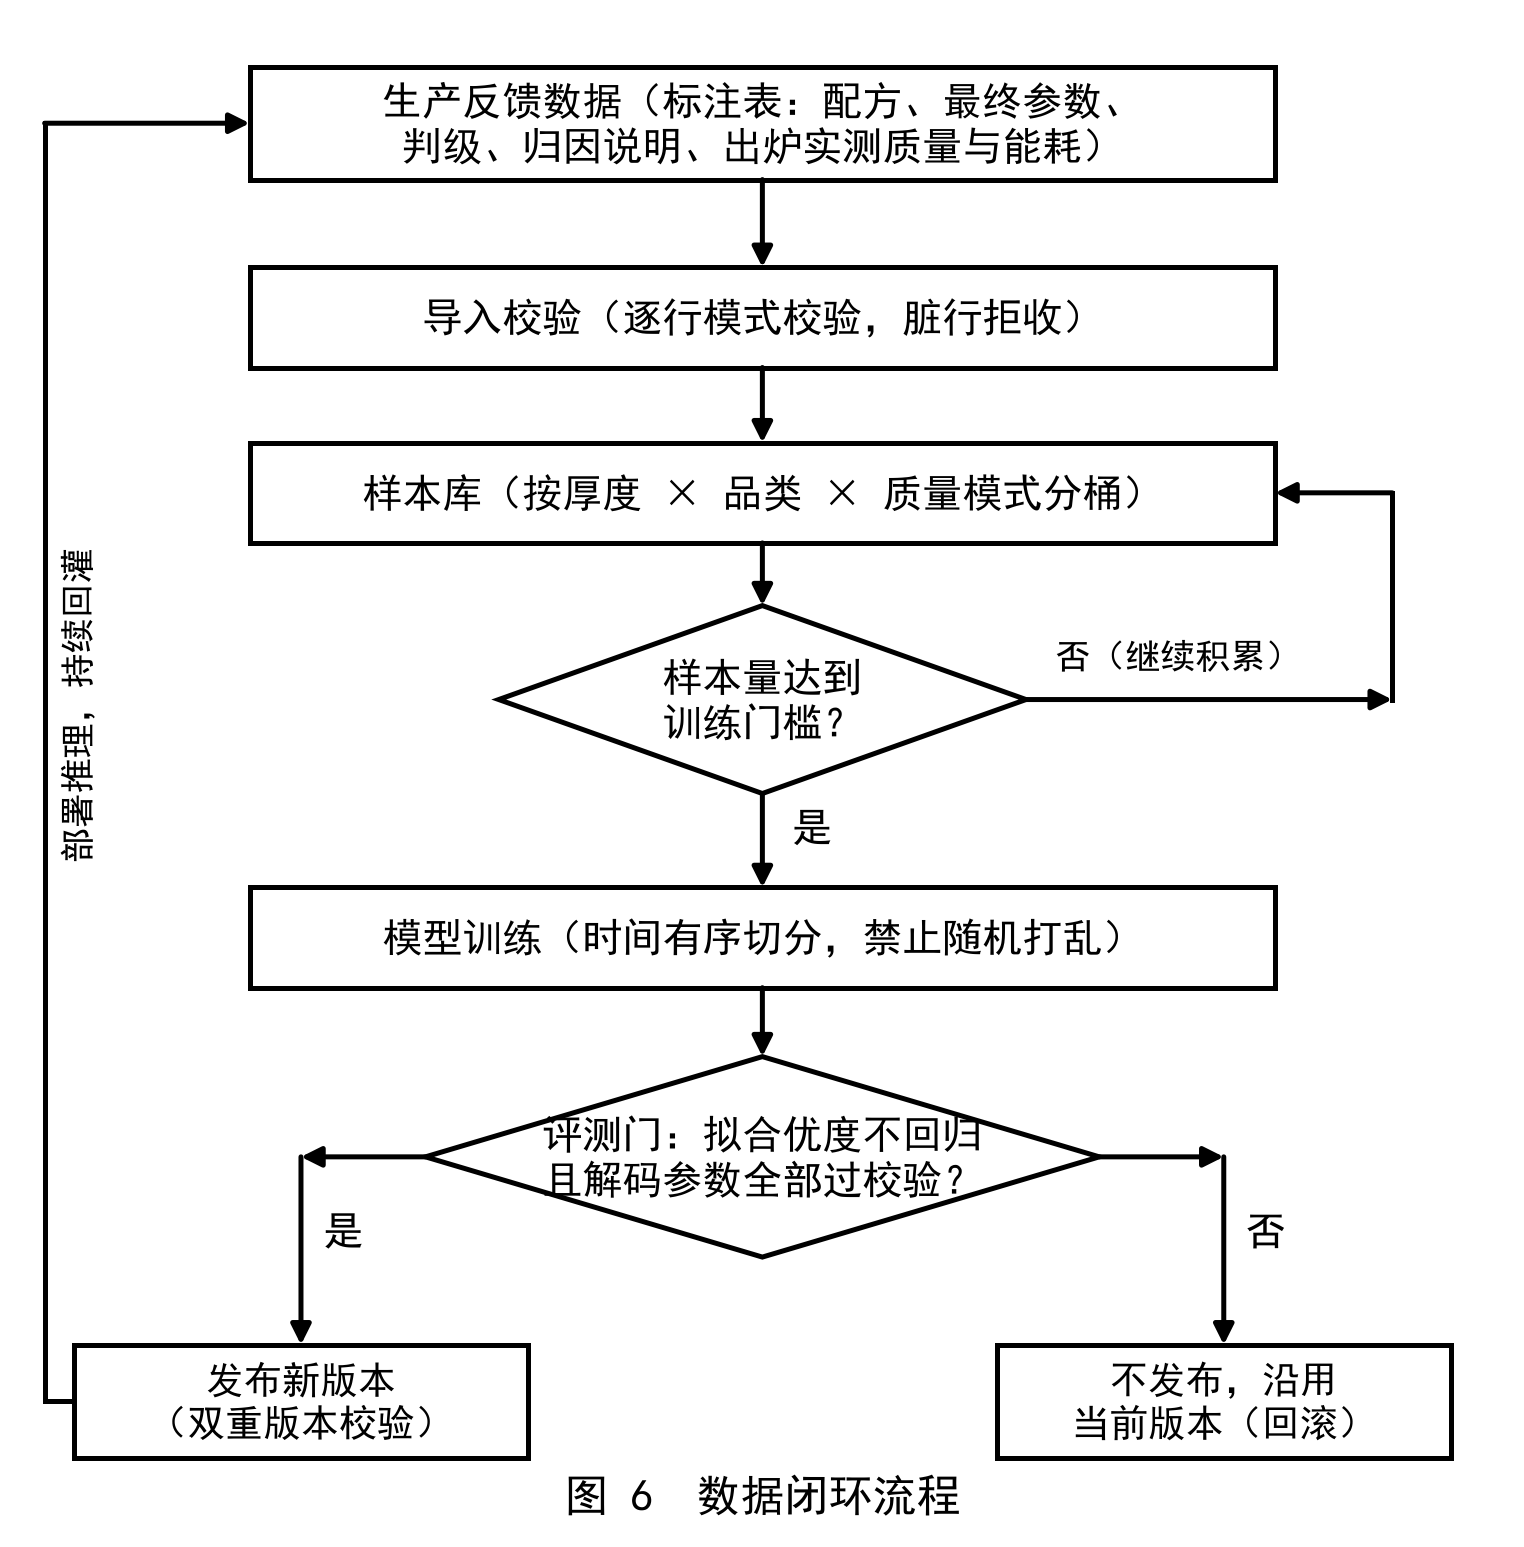 生产反馈数据（标注表：配方、最终参数、
判级、归因说明、出炉实测质量与能耗）
导入校验（逐行模式校验，脏行拒收）
样本库（按厚度 × 品类 × 质量模式分桶）
部署推理，持续回灌
样本量达到
训练门槛？
否（继续积累）
是
模型训练（时间有序切分，禁止随机打乱）
评测门：拟合优度不回归
且解码参数全部过校验？
是
否
发布新版本
（双重版本校验）
不发布，沿用
当前版本（回滚）
图 6 数据闭环流程